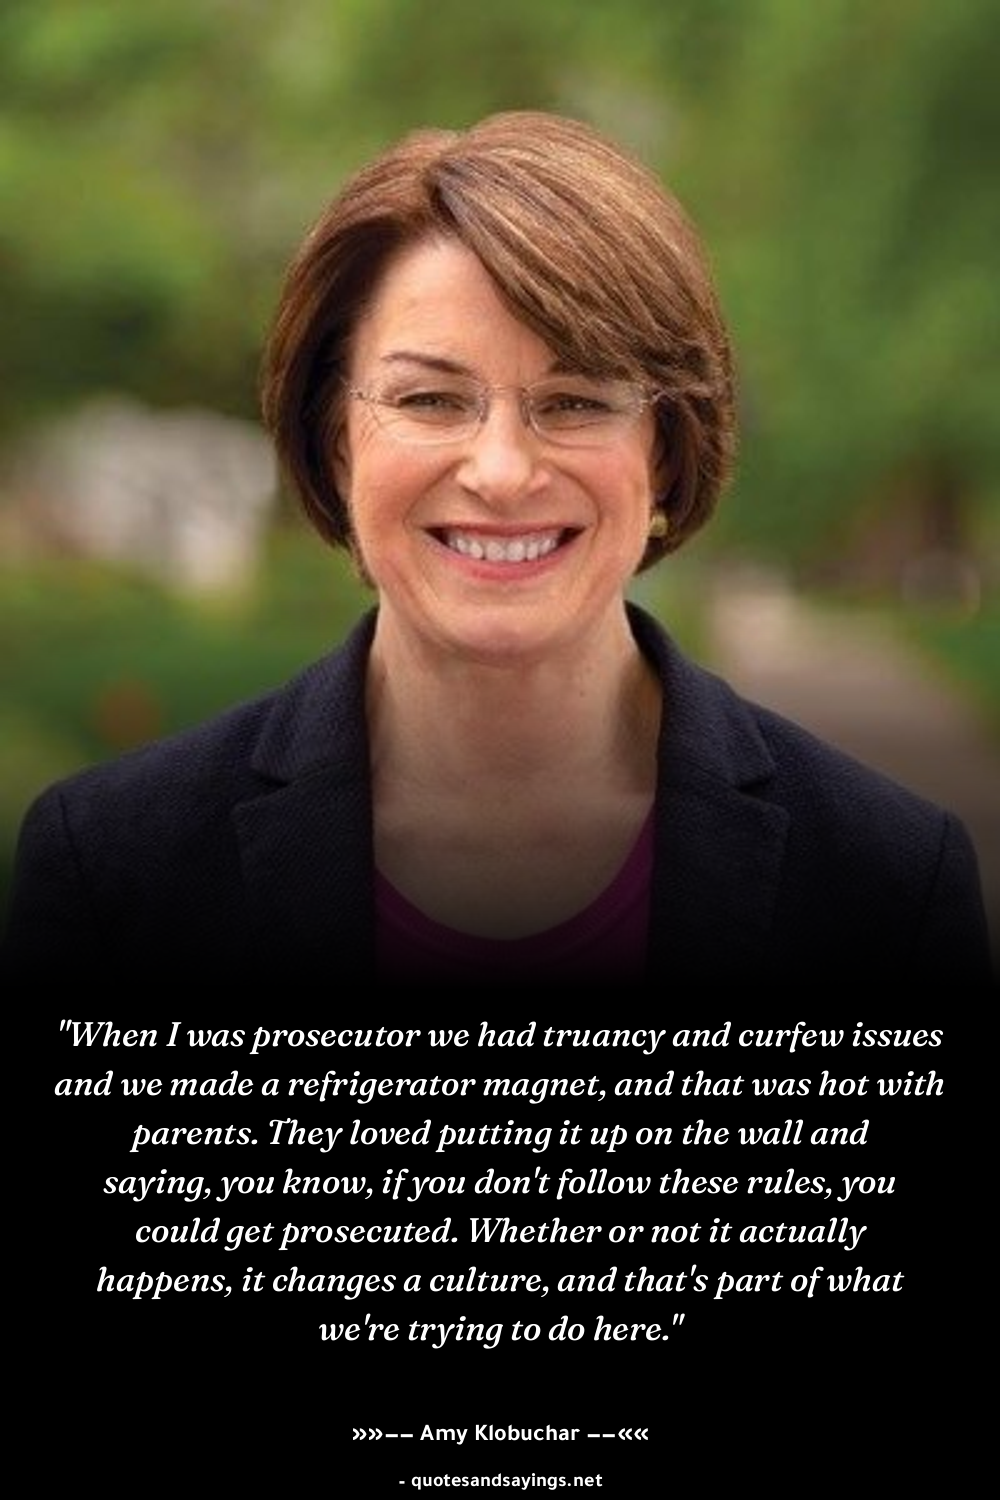 "When I was prosecutor we had truancy and curfew issues
and we made a refrigerator magnet, and that was hot with
parents. They loved putting it up on the wall and
saying, you know, if you don't follow these rules, you
could get prosecuted. Whether or not it actually
happens, it changes a culture, and that's part of what
we're trying to do here."
»»–– Amy Klobuchar ––««
- quotesandsayings.net